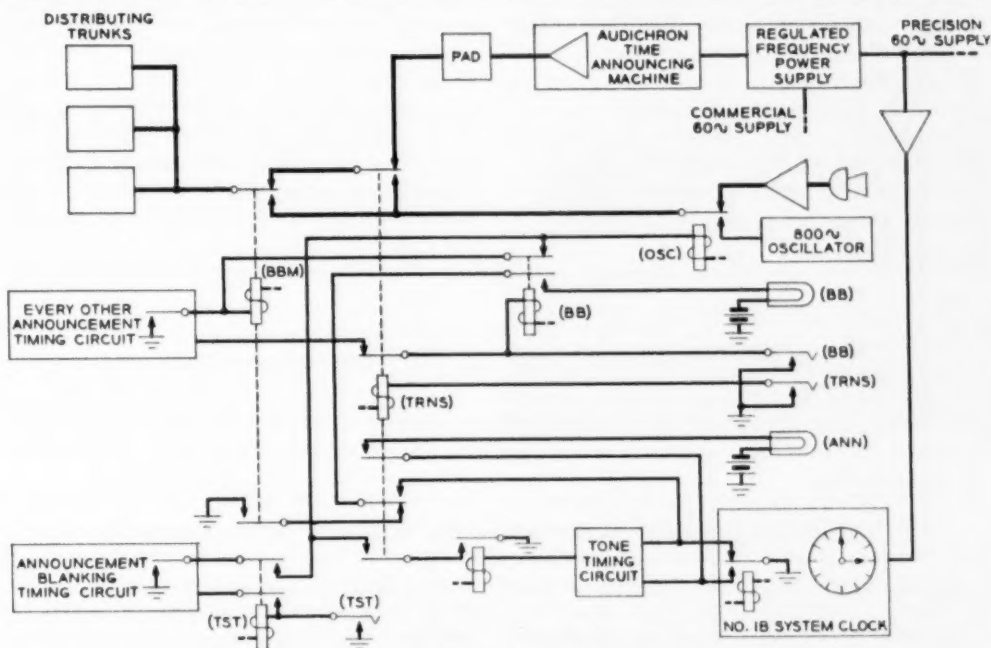 DISTRIBUTING
TRUNKS
PAD
AUDICHRON
TIME
ANNOUNCING
MACHINE
REGULATED
FREQUENCY
POWER
SUPPLY
PRECISION
60~ SUPPLY
COMMERCIAL
60~ SUPPLY
800~
OSCILLATOR
(OSC)
(BBM)
(BB)
(BB)
EVERY OTHER
ANNOUNCEMENT
TIMING CIRCUIT
(BB)
(TRNS)
(TRNS)
(ANN)
ANNOUNCEMENT
BLANKING
TIMING CIRCUIT
TONE
TIMING
CIRCUIT
(TST)
(TST)
NO. 1B SYSTEM CLOCK